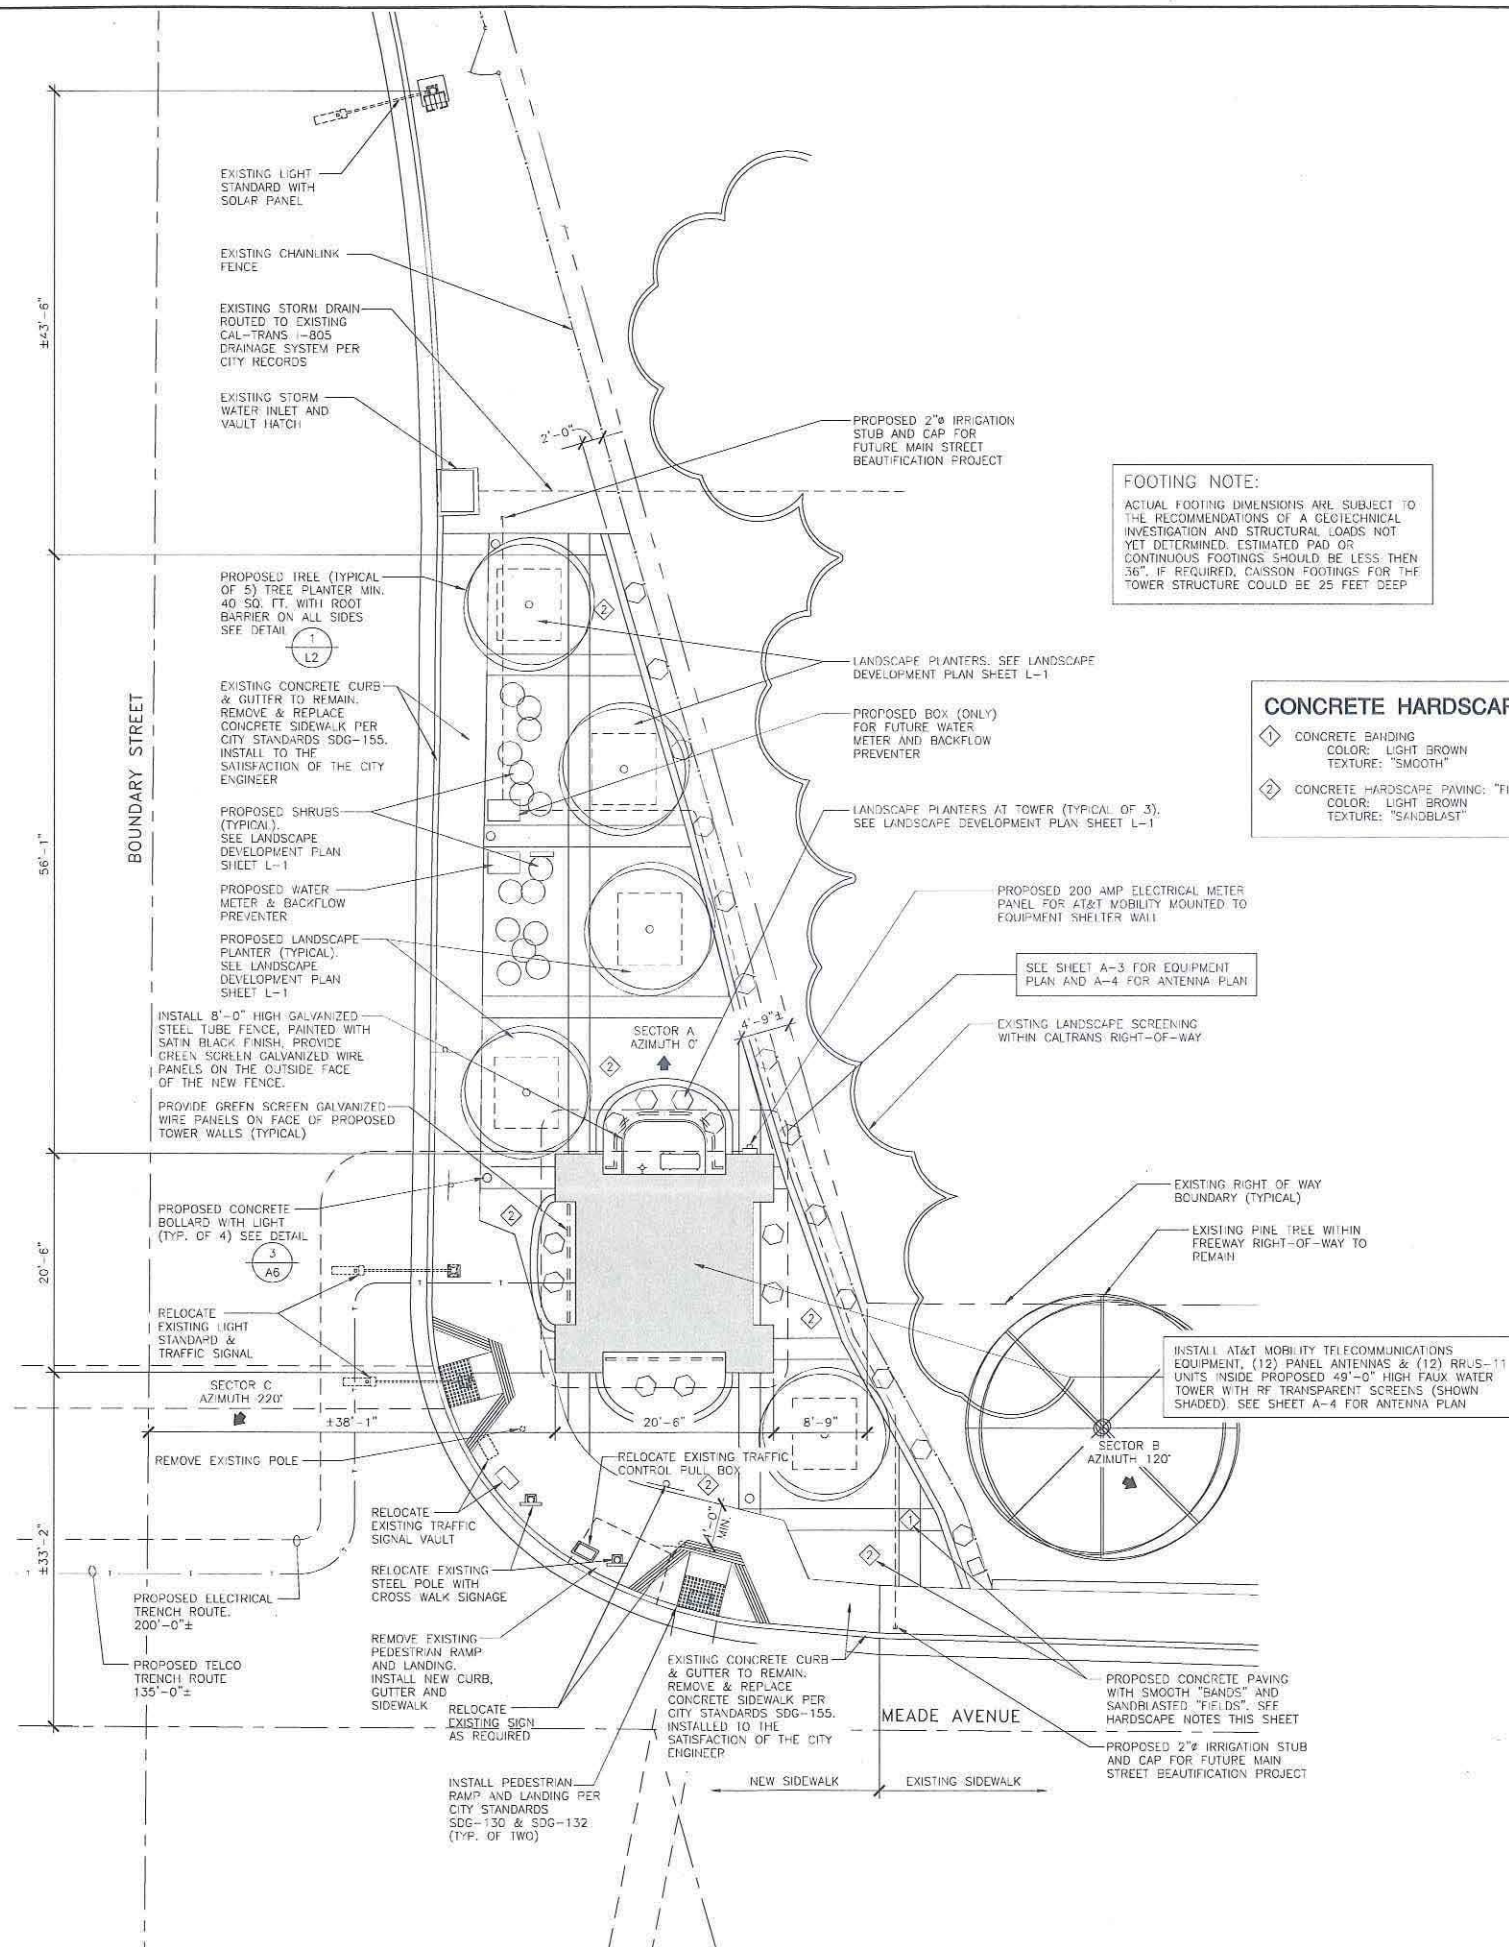 EXISTING LIGHT
STANDARD WITH
SOLAR PANEL
EXISTING CHAINLINK
FENCE
EXISTING STORM DRAIN
ROUTED TO EXISTING
CAL-TRANS I-805
DRAINAGE SYSTEM PER
CITY RECORDS
EXISTING STORM
WATER INLET AND
VAULT HATCH
±43'-6"
2'-0"
PROPOSED 2"ø IRRIGATION
STUB AND CAP FOR
FUTURE MAIN STREET
BEAUTIFICATION PROJECT
FOOTING NOTE:
ACTUAL FOOTING DIMENSIONS ARE SUBJECT TO
THE RECOMMENDATIONS OF A GEOTECHNICAL
INVESTIGATION AND STRUCTURAL LOADS NOT
YET DETERMINED. ESTIMATED PAD OR
CONTINUOUS FOOTINGS SHOULD BE LESS THEN
36". IF REQUIRED, CAISSON FOOTINGS FOR THE
TOWER STRUCTURE COULD BE 25 FEET DEEP
PROPOSED TREE (TYPICAL
OF 5) TREE PLANTER MIN.
40 SQ. FT. WITH ROOT
BARRIER ON ALL SIDES
SEE DETAIL
1
L2
2
LANDSCAPE PLANTERS. SEE LANDSCAPE
DEVELOPMENT PLAN SHEET L-1
EXISTING CONCRETE CURB
& GUTTER TO REMAIN.
REMOVE & REPLACE
CONCRETE SIDEWALK PER
CITY STANDARDS SDG-155.
INSTALL TO THE
SATISFACTION OF THE CITY
ENGINEER
BOUNDARY STREET
56'-1"
PROPOSED BOX (ONLY)
FOR FUTURE WATER
METER AND BACKFLOW
PREVENTER
CONCRETE HARDSCAP
1 CONCRETE BANDING
COLOR: LIGHT BROWN
TEXTURE: "SMOOTH"
2 CONCRETE HARDSCAPE PAVING: "FI
COLOR: LIGHT BROWN
TEXTURE: "SANDBLAST"
PROPOSED SHRUBS
(TYPICAL).
SEE LANDSCAPE
DEVELOPMENT PLAN
SHEET L-1
LANDSCAPE PLANTERS AT TOWER (TYPICAL OF 3).
SEE LANDSCAPE DEVELOPMENT PLAN SHEET L-1
PROPOSED WATER
METER & BACKFLOW
PREVENTER
PROPOSED 200 AMP ELECTRICAL METER
PANEL FOR AT&T MOBILITY MOUNTED TO
EQUIPMENT SHELTER WALL
PROPOSED LANDSCAPE
PLANTER (TYPICAL).
SEE LANDSCAPE
DEVELOPMENT PLAN
SHEET L-1
SEE SHEET A-3 FOR EQUIPMENT
PLAN AND A-4 FOR ANTENNA PLAN
INSTALL 8'-0" HIGH GALVANIZED
STEEL TUBE FENCE, PAINTED WITH
SATIN BLACK FINISH, PROVIDE
GREEN SCREEN GALVANIZED WIRE
PANELS ON THE OUTSIDE FACE
OF THE NEW FENCE.
SECTOR A
AZIMUTH 0°
2
4'-9"±
EXISTING LANDSCAPE SCREENING
WITHIN CALTRANS RIGHT-OF-WAY
PROVIDE GREEN SCREEN GALVANIZED
WIRE PANELS ON FACE OF PROPOSED
TOWER WALLS (TYPICAL)
EXISTING RIGHT OF WAY
BOUNDARY (TYPICAL)
PROPOSED CONCRETE
BOLLARD WITH LIGHT
(TYP. OF 4) SEE DETAIL
3
A6
2
20'-6"
EXISTING PINE TREE WITHIN
FREEWAY RIGHT-OF-WAY TO
REMAIN
RELOCATE
EXISTING LIGHT
STANDARD &
TRAFFIC SIGNAL
2
INSTALL AT&T MOBILITY TELECOMMUNICATIONS
EQUIPMENT, (12) PANEL ANTENNAS & (12) RRUS-11
UNITS INSIDE PROPOSED 49'-0" HIGH FAUX WATER
TOWER WITH RF TRANSPARENT SCREENS (SHOWN
SHADED). SEE SHEET A-4 FOR ANTENNA PLAN
SECTOR C
AZIMUTH 220°
±38'-1"
20'-6"
8'-9"
SECTOR B
AZIMUTH 120°
REMOVE EXISTING POLE
RELOCATE EXISTING TRAFFIC
CONTROL PULL BOX
2
RELOCATE
EXISTING TRAFFIC
SIGNAL VAULT
MIN.
1
2
±33'-2"
RELOCATE EXISTING
STEEL POLE WITH
CROSS WALK SIGNAGE
PROPOSED ELECTRICAL
TRENCH ROUTE.
200'-0"±
REMOVE EXISTING
PEDESTRIAN RAMP
AND LANDING.
INSTALL NEW CURB,
GUTTER AND
SIDEWALK
PROPOSED TELCO
TRENCH ROUTE
135'-0"±
EXISTING CONCRETE CURB
& GUTTER TO REMAIN.
REMOVE & REPLACE
CONCRETE SIDEWALK PER
CITY STANDARDS SDG-155.
INSTALLED TO THE
SATISFACTION OF THE CITY
ENGINEER
RELOCATE
EXISTING SIGN
AS REQUIRED
MEADE AVENUE
PROPOSED CONCRETE PAVING
WITH SMOOTH "BANDS" AND
SANDBLASTED "FIELDS". SEE
HARDSCAPE NOTES THIS SHEET
PROPOSED 2"ø IRRIGATION STUB
AND CAP FOR FUTURE MAIN
STREET BEAUTIFICATION PROJECT
INSTALL PEDESTRIAN
RAMP AND LANDING PER
CITY STANDARDS
SDG-130 & SDG-132
(TYP. OF TWO)
NEW SIDEWALK
EXISTING SIDEWALK